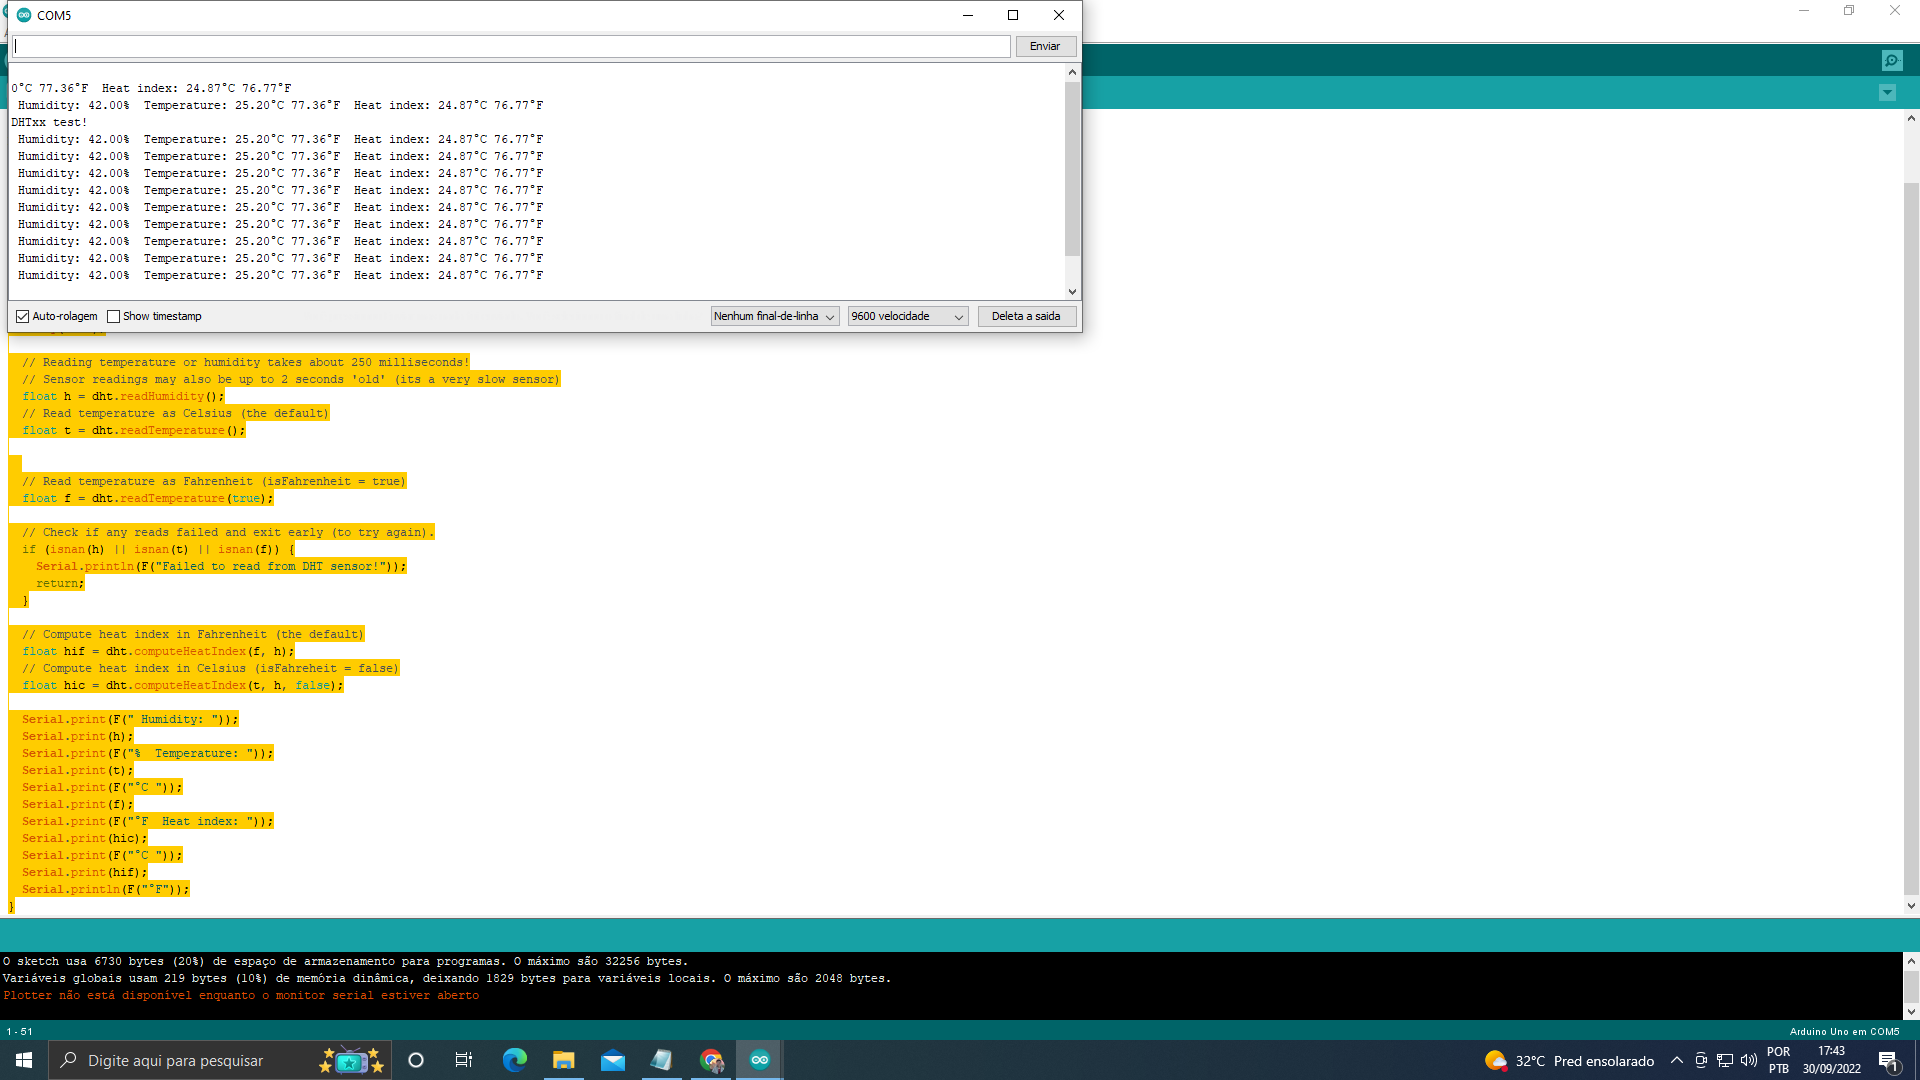 COM5
Enviar
0°C 77.36°F  Heat index: 24.87°C 76.77°F
Humidity: 42.00%  Temperature: 25.20°C 77.36°F  Heat index: 24.87°C 76.77°F
DHTxx test!
Humidity: 42.00%  Temperature: 25.20°C 77.36°F  Heat index: 24.87°C 76.77°F
Humidity: 42.00%  Temperature: 25.20°C 77.36°F  Heat index: 24.87°C 76.77°F
Humidity: 42.00%  Temperature: 25.20°C 77.36°F  Heat index: 24.87°C 76.77°F
Humidity: 42.00%  Temperature: 25.20°C 77.36°F  Heat index: 24.87°C 76.77°F
Humidity: 42.00%  Temperature: 25.20°C 77.36°F  Heat index: 24.87°C 76.77°F
Humidity: 42.00%  Temperature: 25.20°C 77.36°F  Heat index: 24.87°C 76.77°F
Humidity: 42.00%  Temperature: 25.20°C 77.36°F  Heat index: 24.87°C 76.77°F
Humidity: 42.00%  Temperature: 25.20°C 77.36°F  Heat index: 24.87°C 76.77°F
Humidity: 42.00%  Temperature: 25.20°C 77.36°F  Heat index: 24.87°C 76.77°F
Auto-rolagem Show timestamp Nenhum final-de-linha 9600 velocidade Deleta a saida
// Reading temperature or humidity takes about 250 milliseconds!
// Sensor readings may also be up to 2 seconds 'old' (its a very slow sensor)
float h = dht.readHumidity();
// Read temperature as Celsius (the default)
float t = dht.readTemperature();
// Read temperature as Fahrenheit (isFahrenheit = true)
float f = dht.readTemperature(true);
// Check if any reads failed and exit early (to try again).
if (isnan(h) || isnan(t) || isnan(f)) {
Serial.println(F("Failed to read from DHT sensor!"));
return;
}
// Compute heat index in Fahrenheit (the default)
float hif = dht.computeHeatIndex(f, h);
// Compute heat index in Celsius (isFahreheit = false)
float hic = dht.computeHeatIndex(t, h, false);
Serial.print(F(" Humidity: "));
Serial.print(h);
Serial.print(F("%  Temperature: "));
Serial.print(t);
Serial.print(F("°C "));
Serial.print(f);
Serial.print(F("°F  Heat index: "));
Serial.print(hic);
Serial.print(F("°C "));
Serial.print(hif);
Serial.println(F("°F"));
}
O sketch usa 6730 bytes (20%) de espaço de armazenamento para programas. O máximo são 32256 bytes.
Variáveis globais usam 219 bytes (10%) de memória dinâmica, deixando 1829 bytes para variáveis locais. O máximo são 2048 bytes.
Plotter não está disponivel enquanto o monitor serial estiver aberto
1 - 51
Arduino Uno em COM5
Digite aqui para pesquisar
32°C Pred ensolarado
POR
PTB
17:43
30/09/2022
1